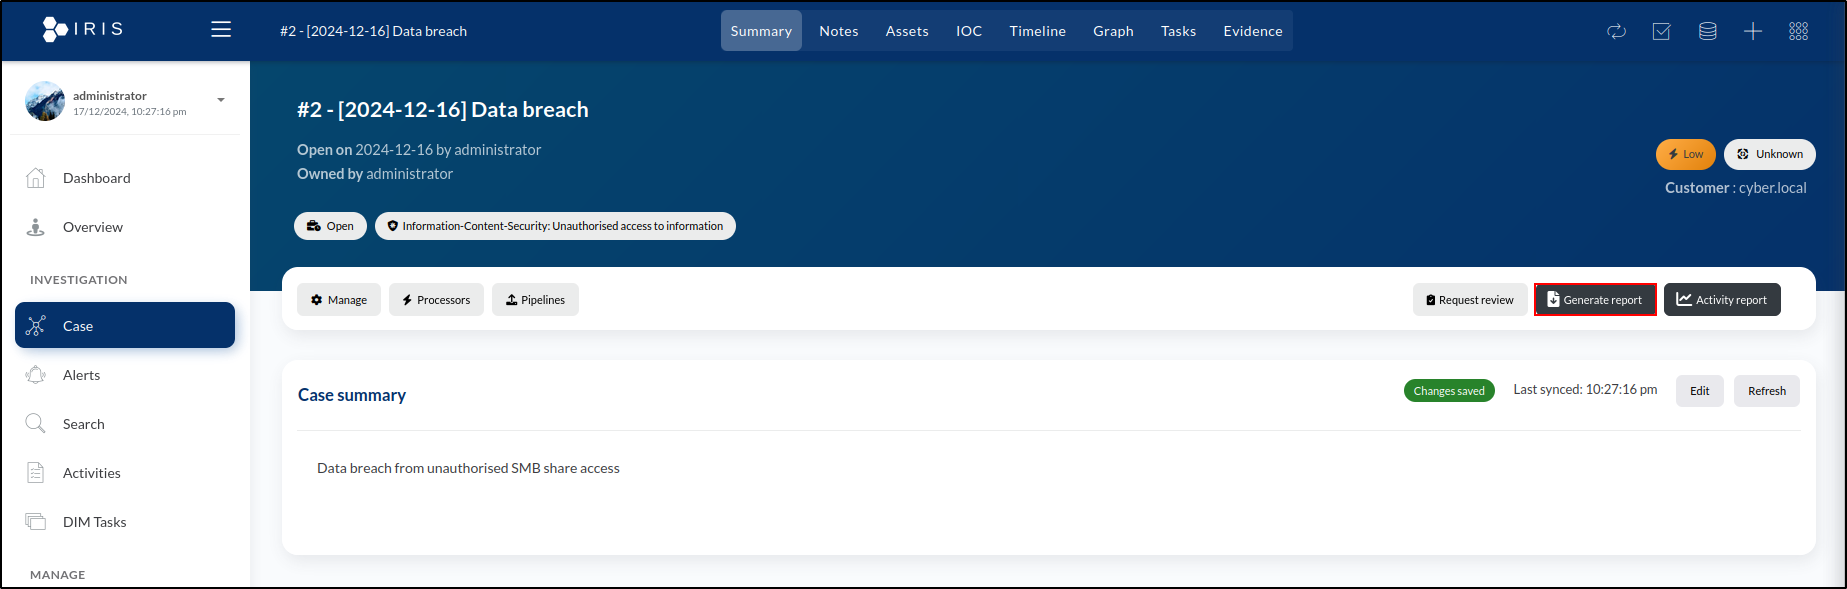 IRIS
#2 - [2024-12-16] Data breach
Summary Notes Assets IOC Timeline Graph Tasks Evidence
administrator
17/12/2024, 10:27:16 pm
Dashboard
Overview
INVESTIGATION
Case
Alerts
Search
Activities
DIM Tasks
MANAGE
#2 - [2024-12-16] Data breach
Open on 2024-12-16 by administrator
Owned by administrator
Low Unknown
Customer : cyber.local
Open Information-Content-Security: Unauthorised access to information
Manage Processors Pipelines Request review Generate report Activity report
Case summary Changes saved Last synced: 10:27:16 pm Edit Refresh
Data breach from unauthorised SMB share access